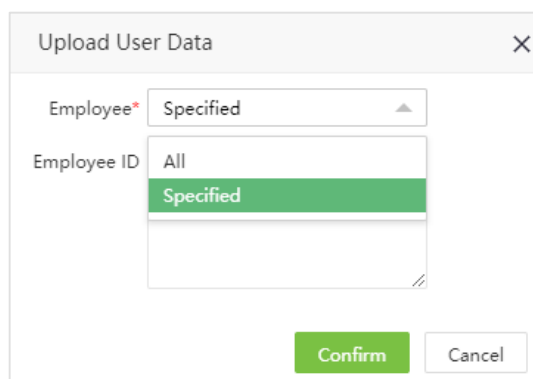 Upload User Data
Employee* Specified
Employee ID All
Specified
Confirm Cancel